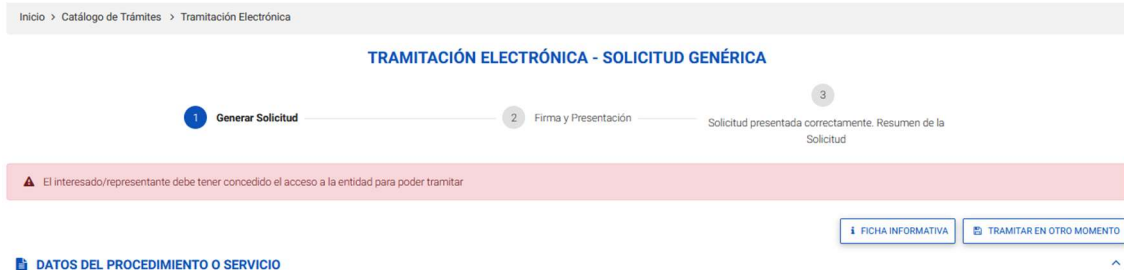 Inicio > Catálogo de Trámites > Tramitación Electrónica
TRAMITACIÓN ELECTRÓNICA - SOLICITUD GENÉRICA
1 Generar Solicitud
2 Firma y Presentación
3
Solicitud presentada correctamente. Resumen de la
Solicitud
El interesado/representante debe tener concedido el acceso a la entidad para poder tramitar
i FICHA INFORMATIVA
TRAMITAR EN OTRO MOMENTO
DATOS DEL PROCEDIMIENTO O SERVICIO